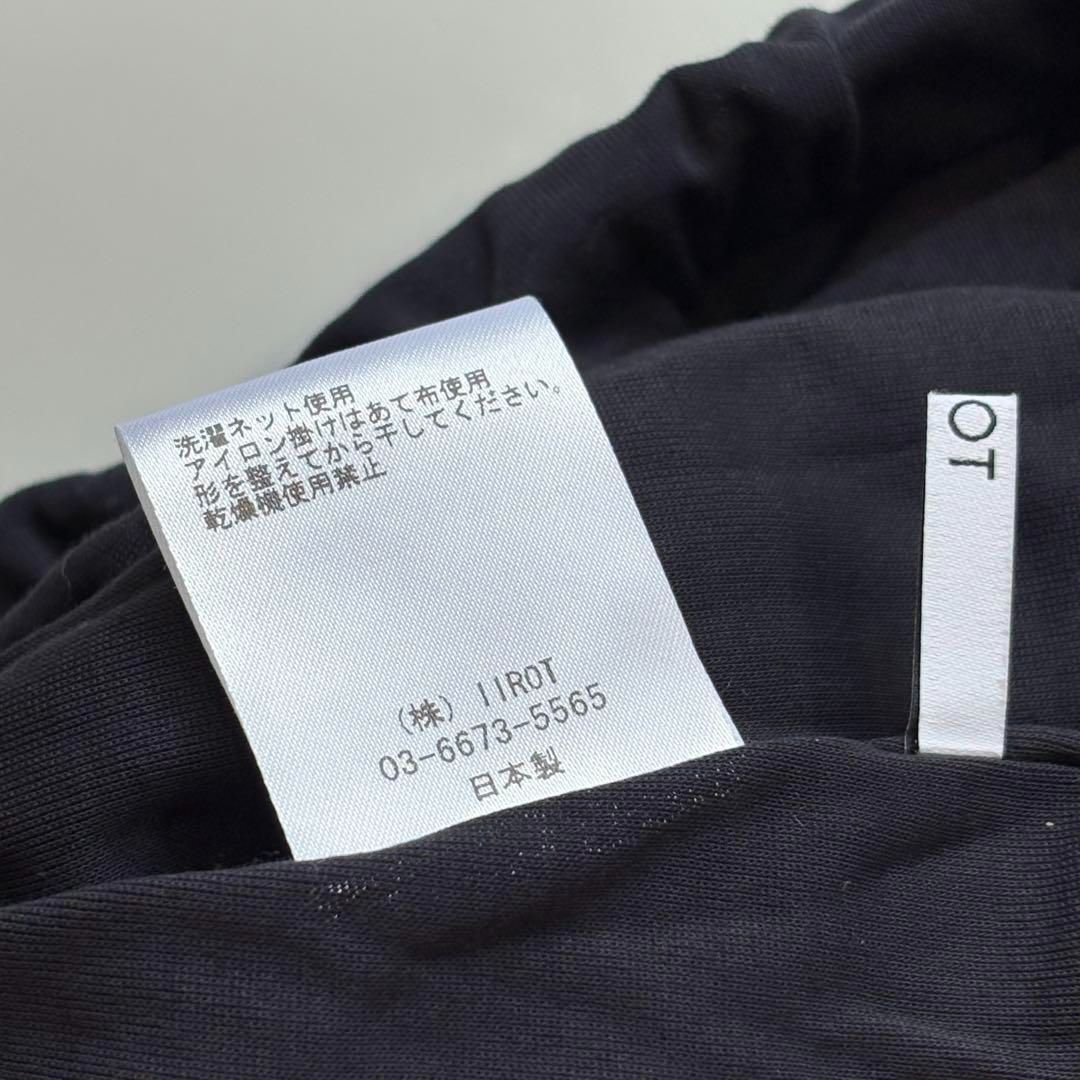 洗濯ネット使用
アイロン掛けはあて布使用
形を整えてから干してください。
乾燥機使用禁止
(株) IIROT
03-6673-5565
日本製
OT